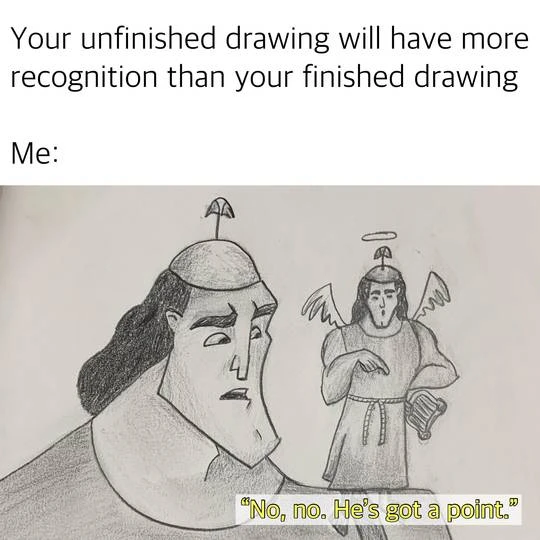 Your unfinished drawing will have more
recognition than your finished drawing
Me:
“No, no. He's got a point.”